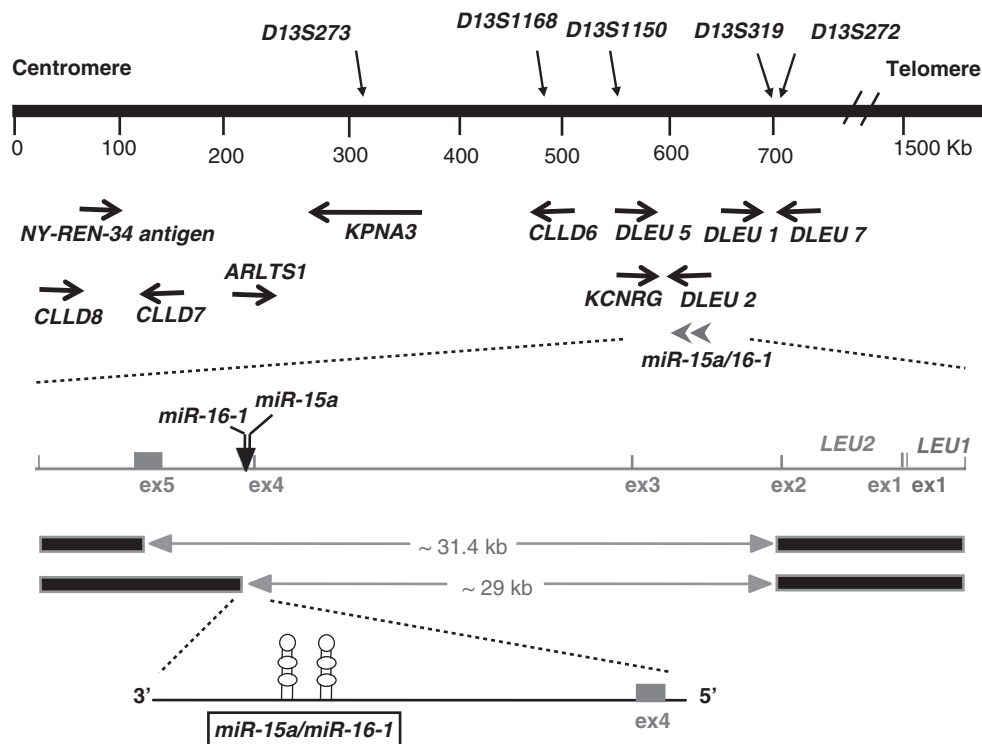 D13S273
D13S1168
D13S1150
D13S319
D13S272
Centromere
Telomere
0 100 200 300 400 500 600 700 1500 Kb
NY-REN-34 antigen
KPNA3
CLLD6
DLEU 5
DLEU 1
DLEU 7
ARLTS1
CLLD8
CLLD7
KCNRG
DLEU 2
miR-15a/16-1
miR-16-1
miR-15a
LEU2
LEU1
ex5
ex4
ex3
ex2
ex1
ex1
~ 31.4 kb
~ 29 kb
3’
5’
miR-15a/miR-16-1
ex4